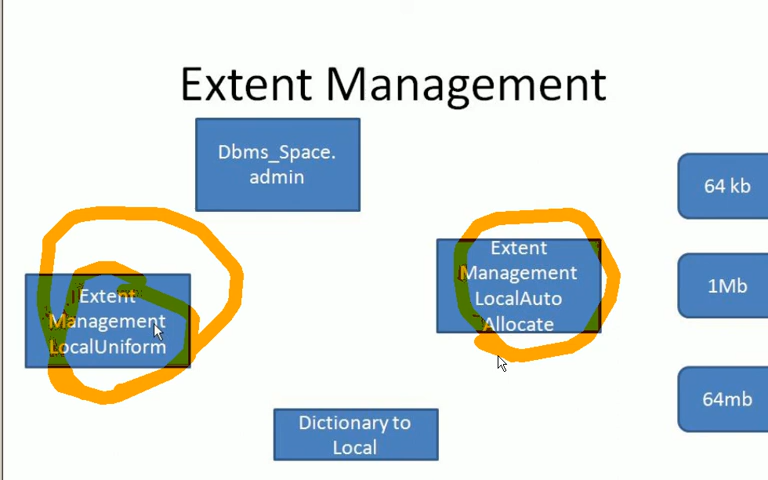 Extent Management
Dbms_Space.
admin
64 kb
Extent
Management
LocalAuto
Allocate
1Mb
Extent
Management
LocalUniform
64mb
Dictionary to
Local